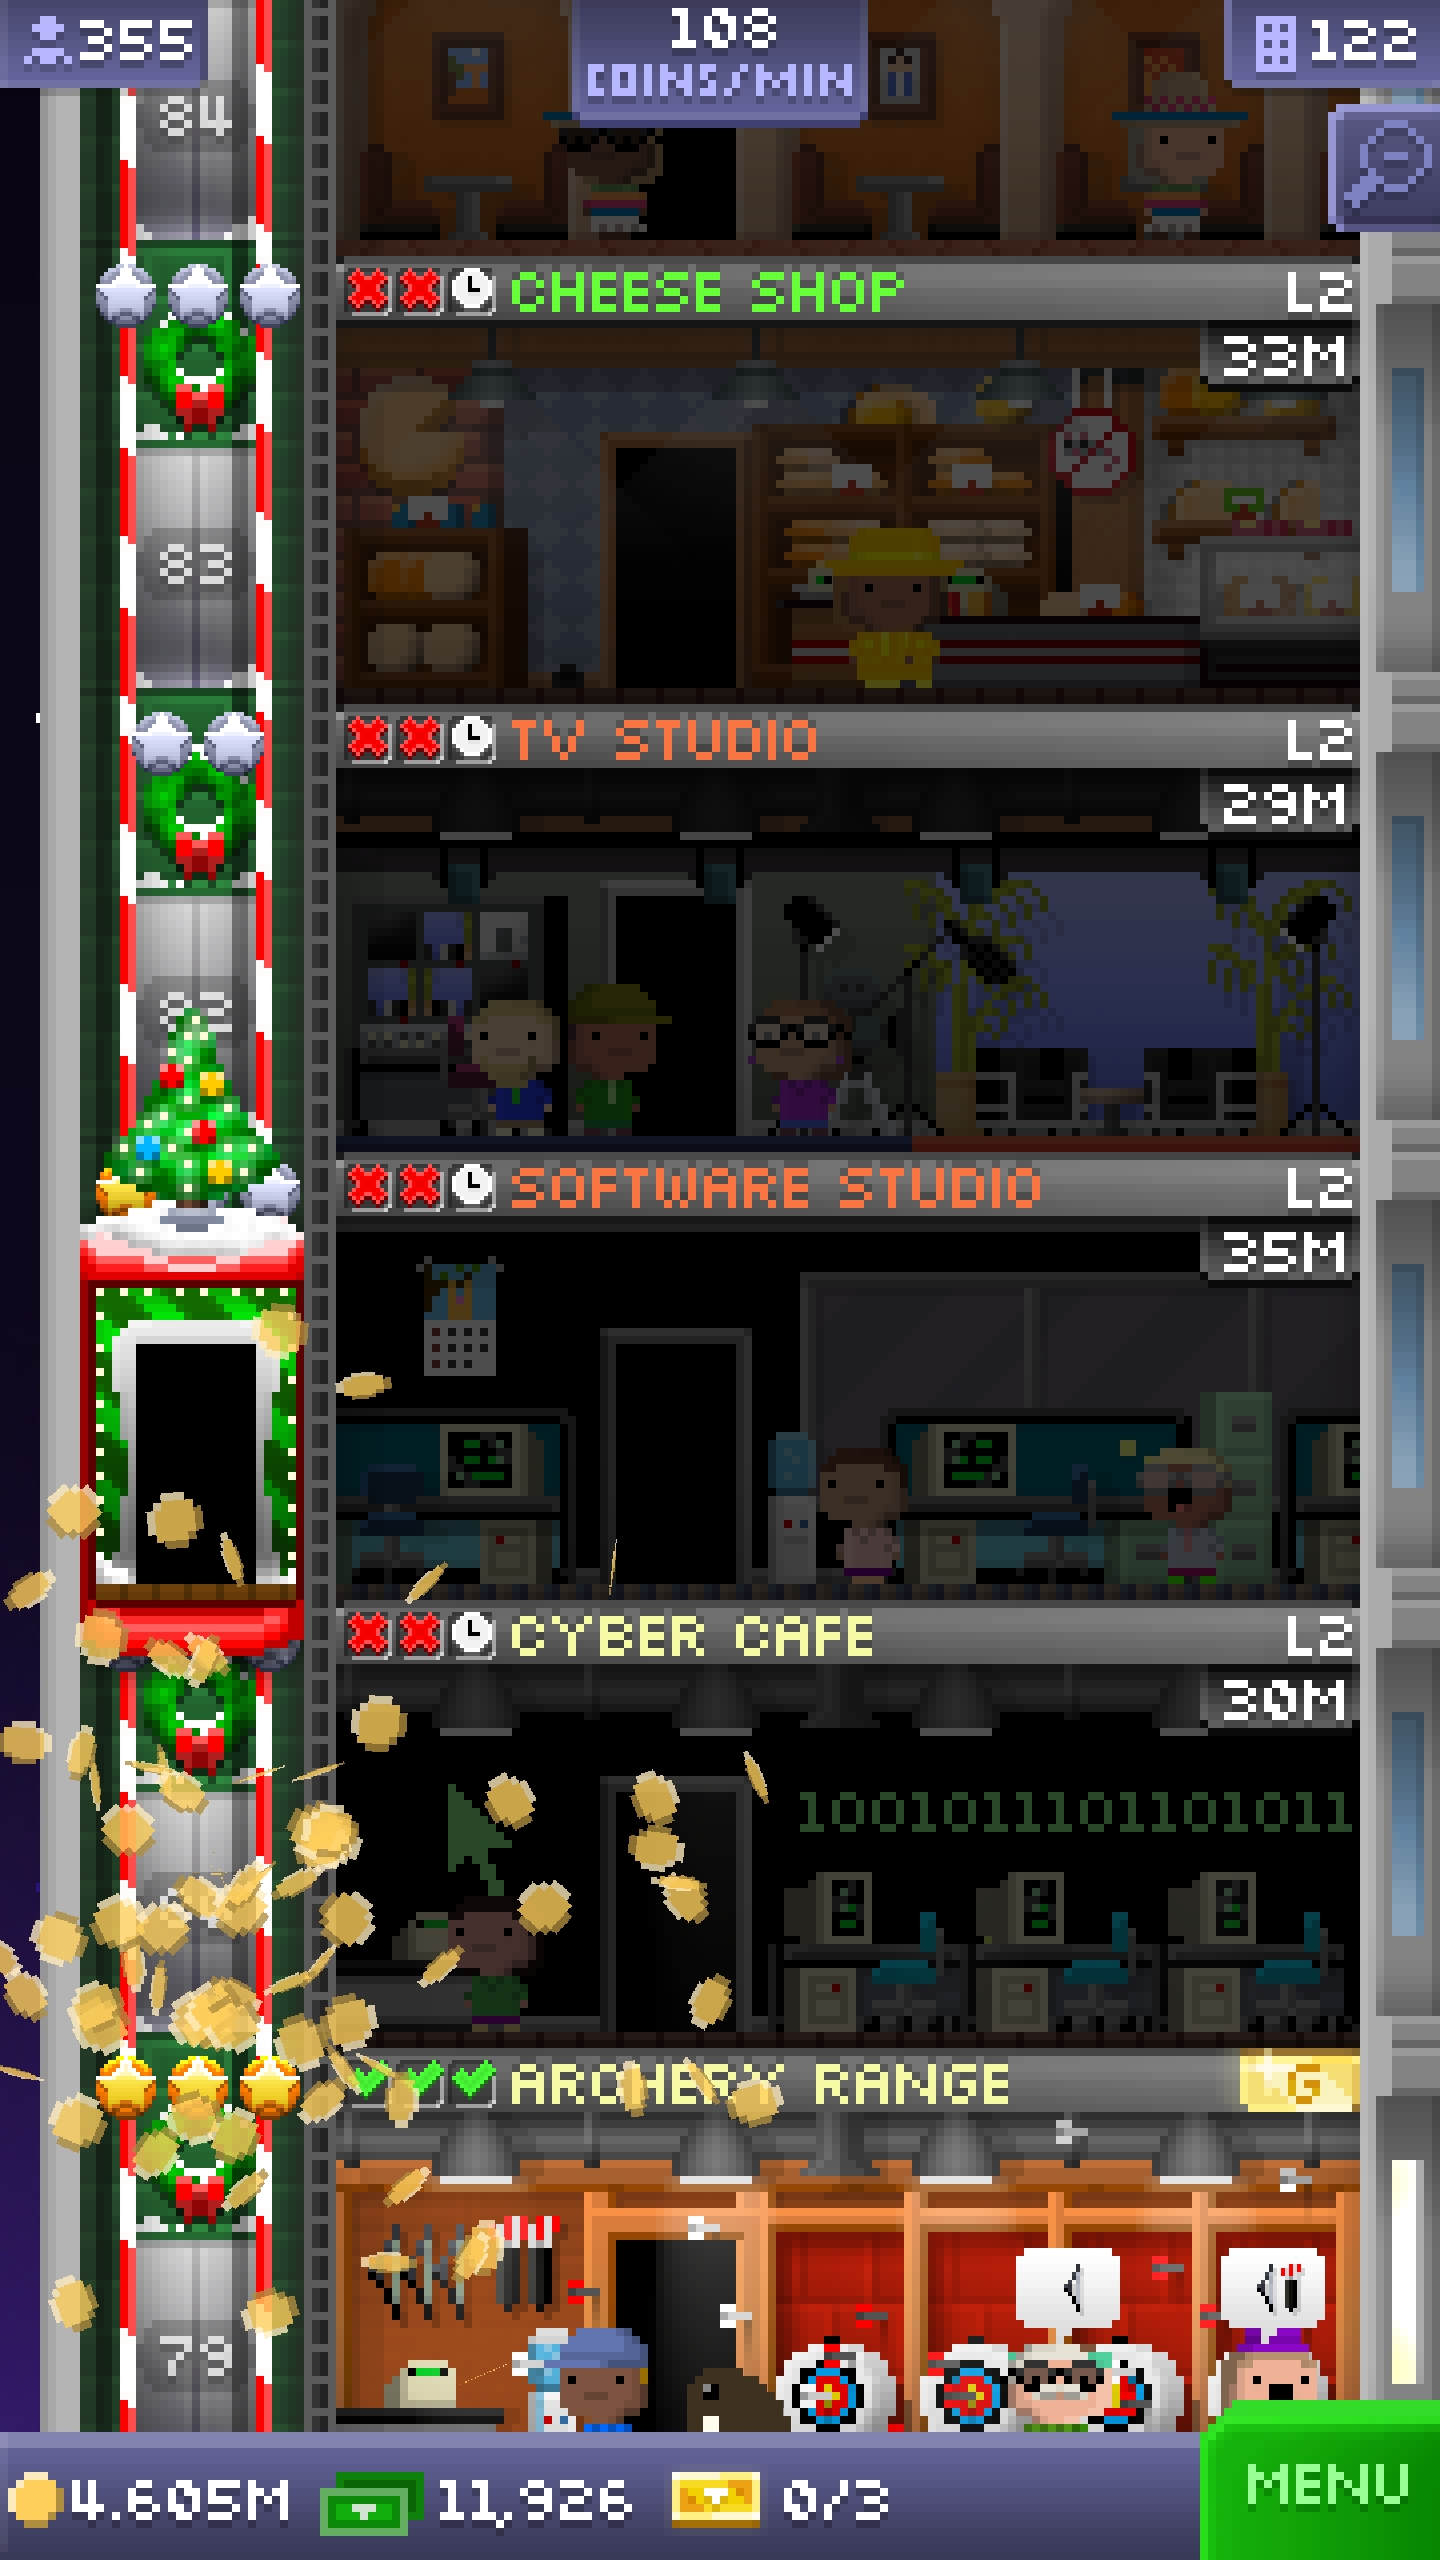 355
108
COINS/MIN
122
84
CHEESE SHOP L2
33M
83
TV STUDIO L2
29M
82
SOFTWARE STUDIO L2
35M
CYBER CAFE L2
30M
1001011101101011
ARCHERY RANGE G
79
4.605M 11,926 0/3
MENU